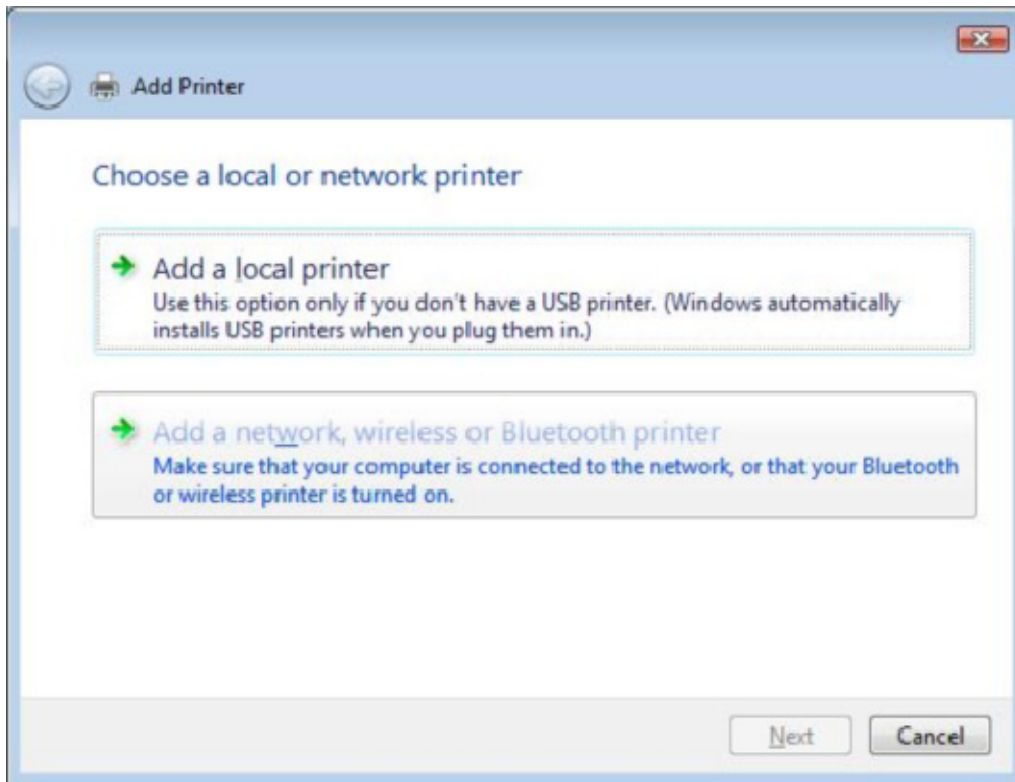 Add Printer
Choose a local or network printer
Add a local printer
Use this option only if you don't have a USB printer. (Windows automatically
installs USB printers when you plug them in.)
Add a network, wireless or Bluetooth printer
Make sure that your computer is connected to the network, or that your Bluetooth
or wireless printer is turned on.
Next
Cancel